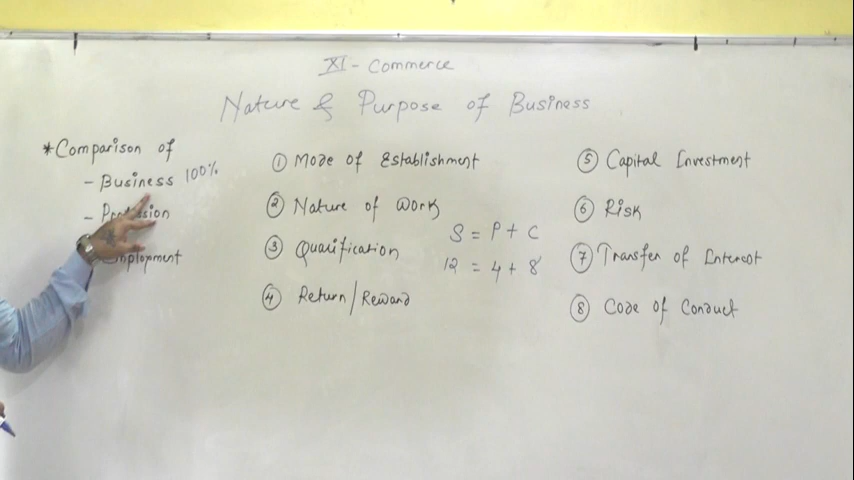 XI - Commerce
Nature & Purpose of Business
*Comparison of
- Business 100%
-
Employment
① Mode of Establishment
② Nature of Work
③ Qualification
④ Return/Reward
S = P + C
12 = 4 + 8
⑤ Capital Investment
⑥ Risk
⑦ Transfer of Interest
⑧ Code of Conduct